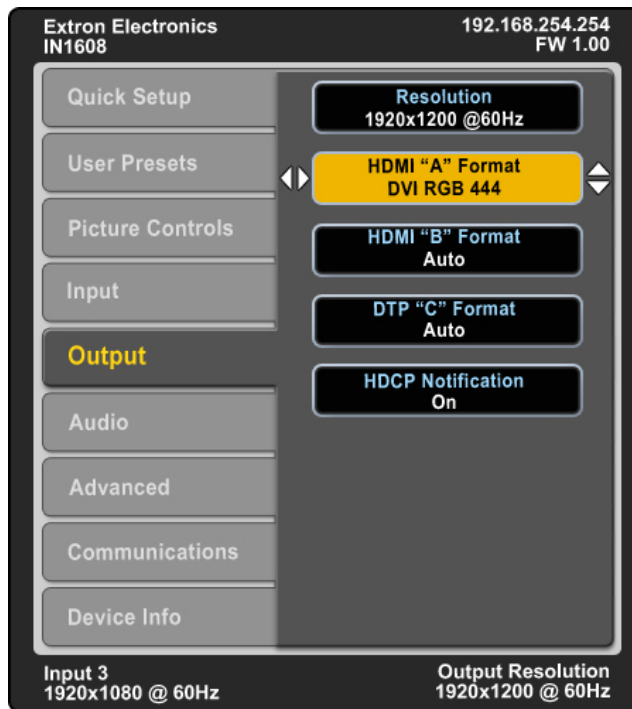 Extron Electronics
IN1608
192.168.254.254
FW 1.00
Quick Setup
User Presets
Picture Controls
Input
Output
Audio
Advanced
Communications
Device Info
Resolution
1920x1200 @60Hz
HDMI “A” Format
DVI RGB 444
HDMI “B” Format
Auto
DTP “C” Format
Auto
HDCP Notification
On
Input 3
1920x1080 @ 60Hz
Output Resolution
1920x1200 @ 60Hz